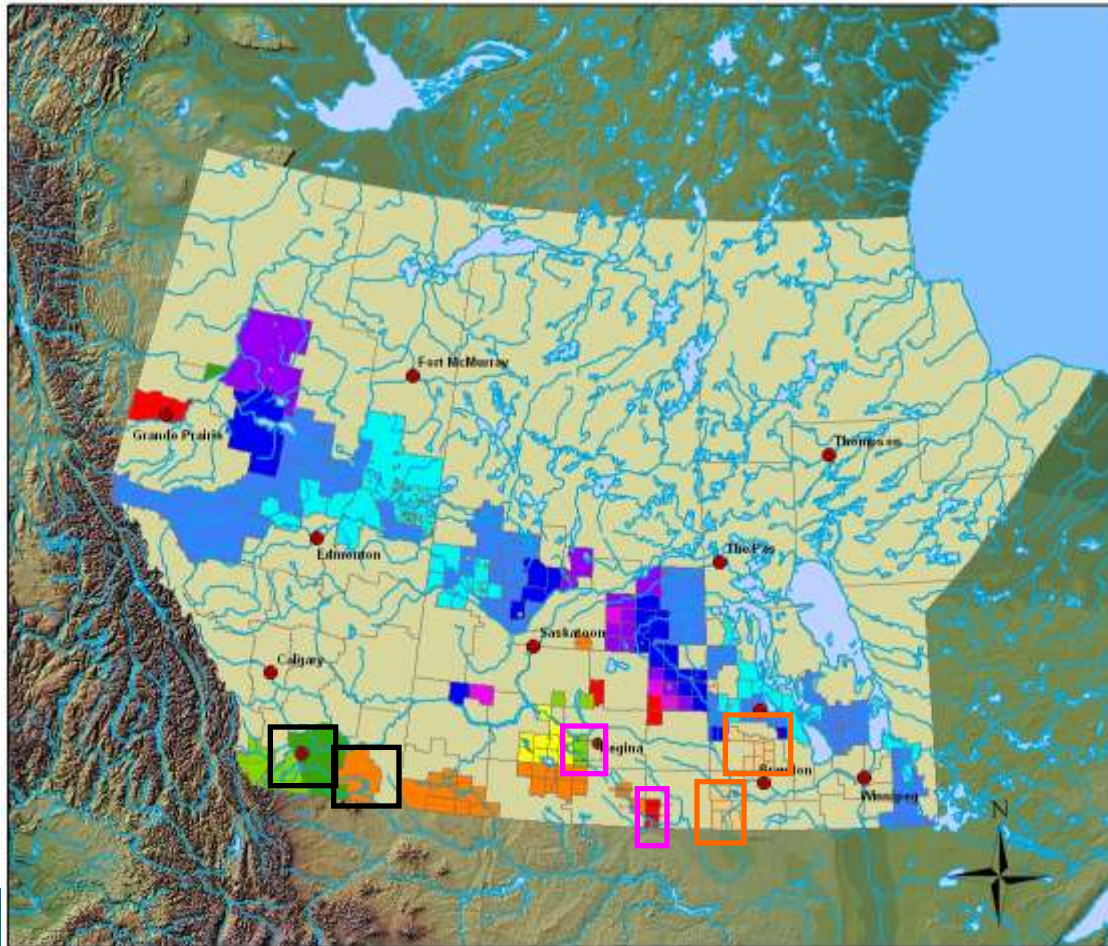 Fort McMurray
Grande Prairie
Thompson
Edmonton
The Pas
Saskatoon
Calgary
Regina
Brandon
Winnipeg
N